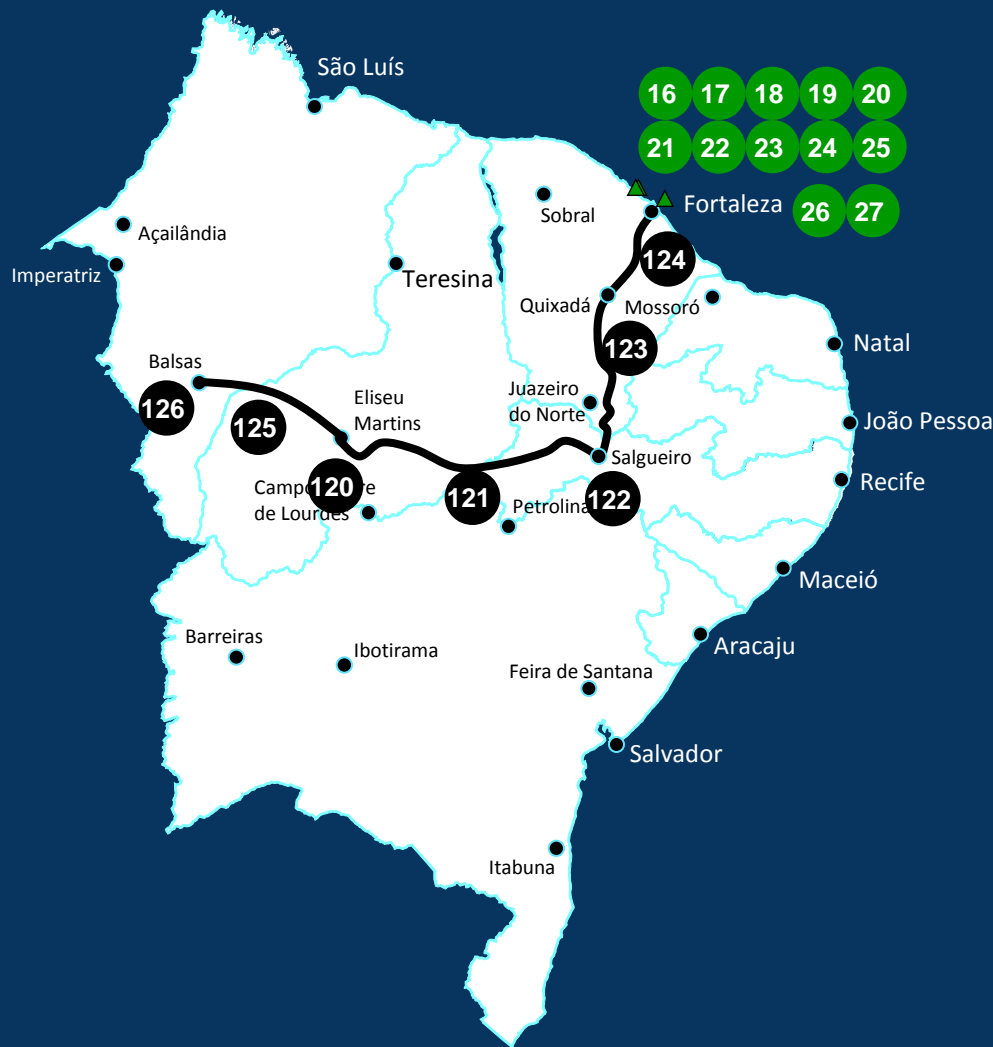 São Luís
16 17 18 19 20
21 22 23 24 25
26 27
Fortaleza
Sobral
Açailândia
Imperatriz
Teresina
124
Quixadá
Mossoró
123
Natal
Balsas
126
125
Eliseu
Martins
Juazeiro
do Norte
João Pessoa
Salgueiro
Recife
120
121
122
Campo
de Lourdes
Petrolina
Maceió
Aracaju
Barreiras
Ibotirama
Feira de Santana
Salvador
Itabuna